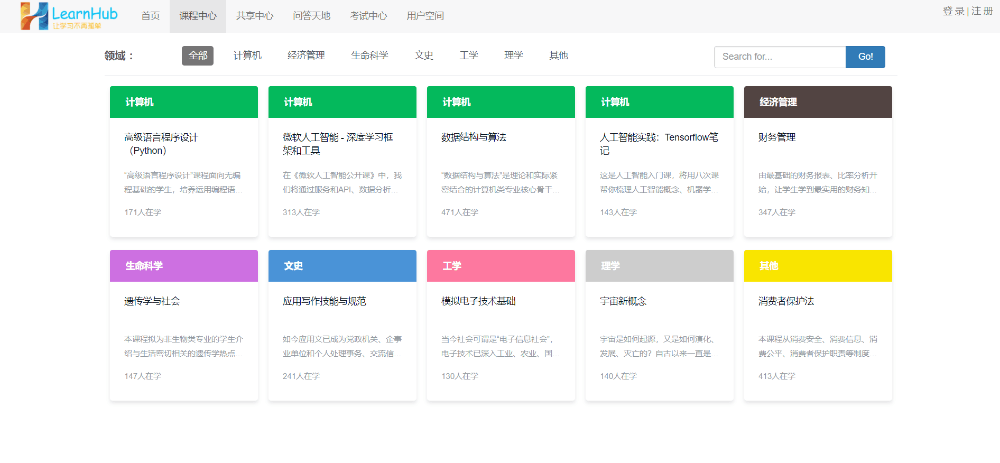 LearnHub
让学习不再孤单
首页 课程中心 共享中心 问答天地 考试中心 用户空间
登 录 | 注 册
领域： 全部 计算机 经济管理 生命科学 文史 工学 理学 其他
Search for... Go!
计算机
高级语言程序设计
（Python）
“高级语言程序设计”课程面向无编
程基础的学生，培养运用编程语...
171人在学
计算机
微软人工智能 - 深度学习框
架和工具
在《微软人工智能公开课》中，我
们将通过服务和API、数据分析...
313人在学
计算机
数据结构与算法
“数据结构与算法”是理论和实际紧
密结合的计算机类专业核心骨干...
471人在学
计算机
人工智能实践：Tensorflow笔
记
这是人工智能入门课，将用八次课
帮你梳理人工智能概念、机器学...
143人在学
经济管理
财务管理
由最基础的财务报表、比率分析开
始，让学生学到最实用的财务知...
347人在学
生命科学
遗传学与社会
本课程拟为非生物类专业的学生介
绍与生活密切相关的遗传学热点...
147人在学
文史
应用写作技能与规范
如今应用文已成为党政机关、企事
业单位和个人处理事务、交流信...
241人在学
工学
模拟电子技术基础
当今社会可谓是“电子信息社会”，
电子技术已深入工业、农业、国...
130人在学
理学
宇宙新概念
宇宙是如何起源，又是如何演化、
发展、灭亡的？自古以来一直是...
140人在学
其他
消费者保护法
本课程从消费安全、消费信息、消
费公平、消费者保护职责等制度...
413人在学